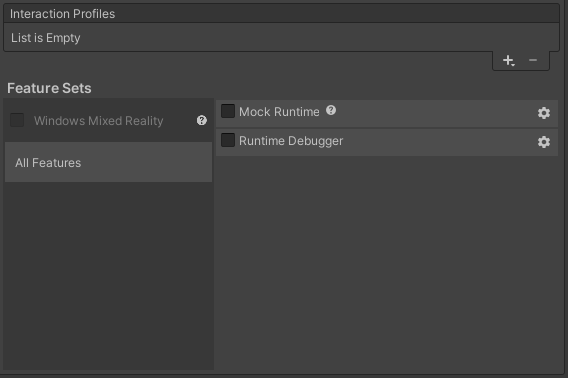 Interaction Profiles
List is Empty
Feature Sets
Windows Mixed Reality
All Features
Mock Runtime
Runtime Debugger